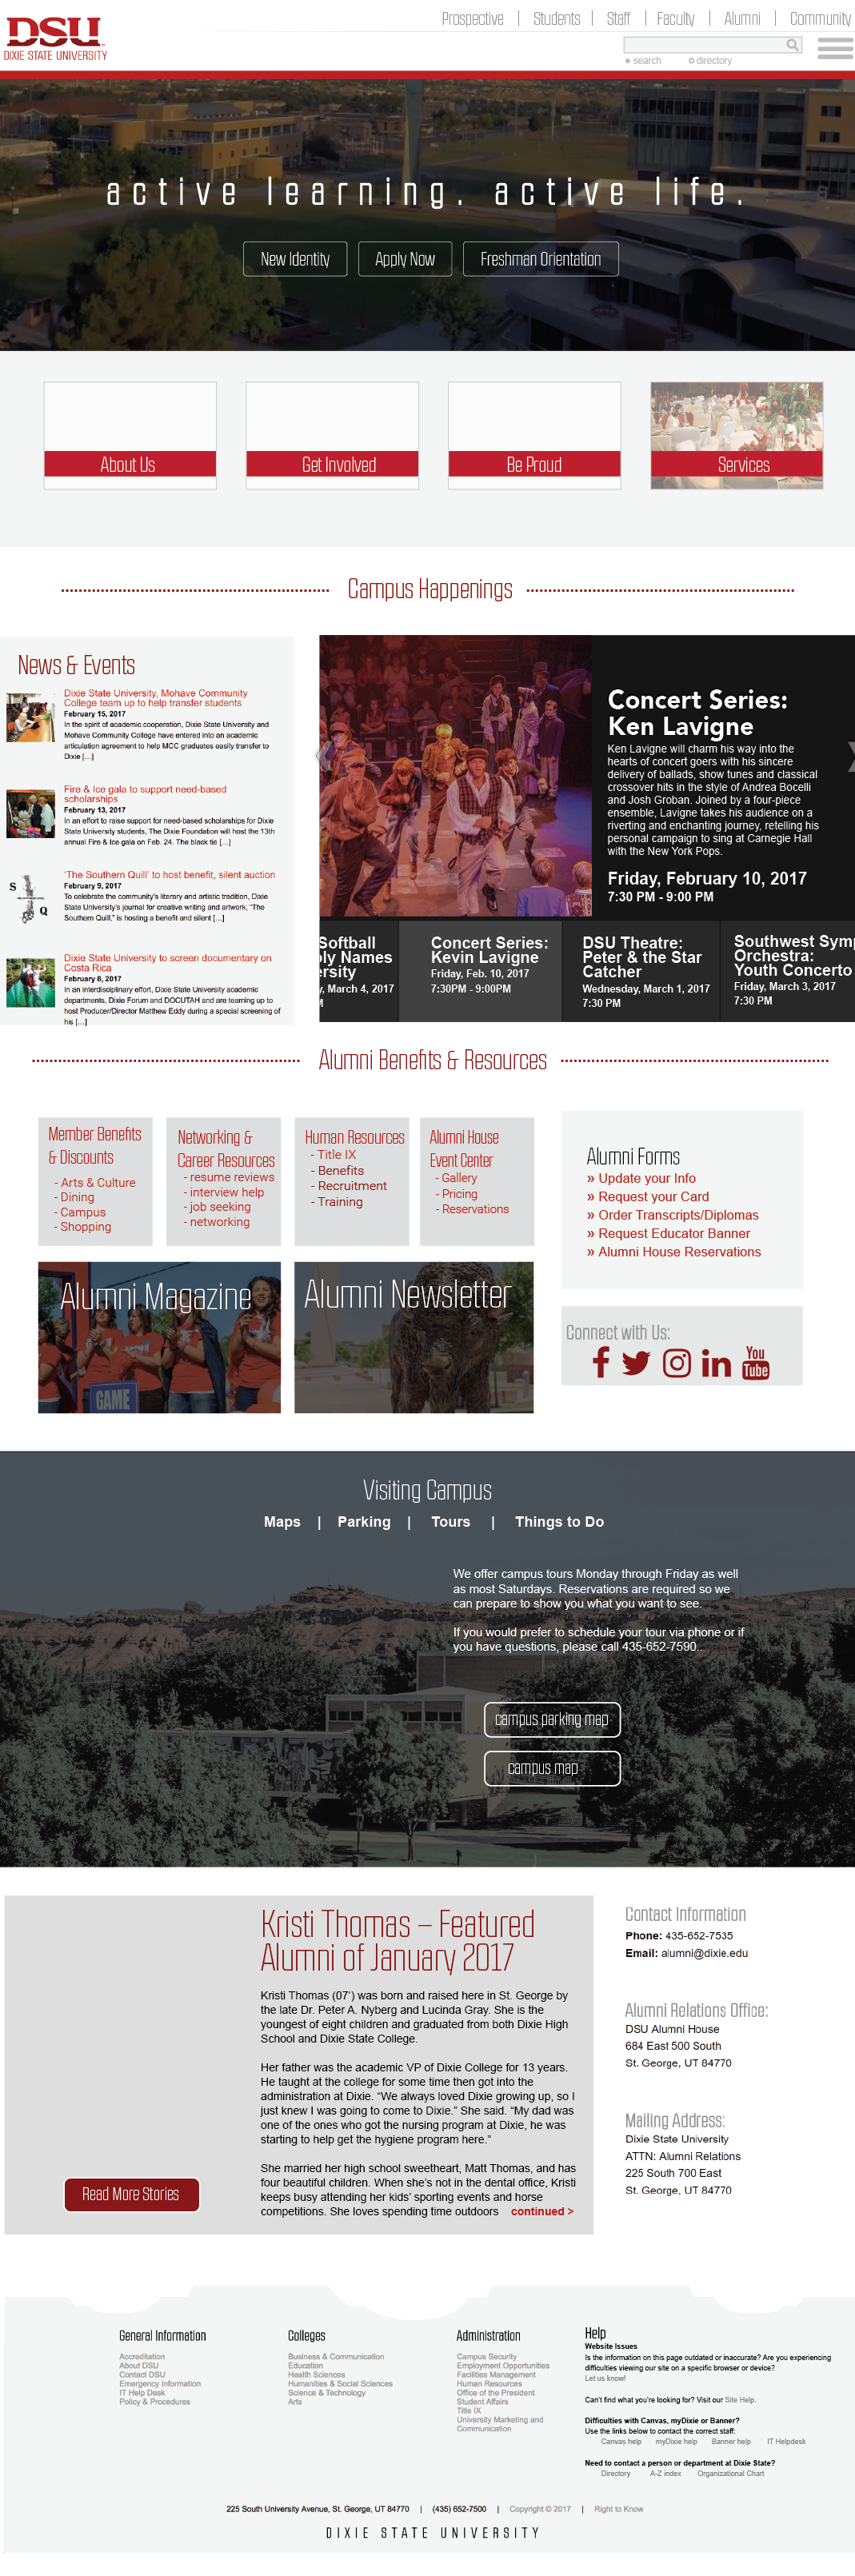 Prospective | Students | Staff | Faculty | Alumni | Community
DSU
DIXIE STATE UNIVERSITY
search directory
active learning. active life.
New Identity Apply Now Freshman Orientation
About Us Get Involved Be Proud Services
Campus Happenings
News & Events
Dixie State University, Mohave Community
College team up to help transfer students
February 15, 2017
In the spirit of academic cooperation, Dixie State University and
Mohave Community College have entered into an academic
articulation agreement to help MCC graduates easily transfer to
Dixie [...]
Fire & Ice gala to support need-based
scholarships
February 13, 2017
In an effort to raise support for need-based scholarships for Dixie
State University students, The Dixie Foundation will host the 13th
annual Fire & Ice gala on Feb. 24. The black tie [...]
S
Q
'The Southern Quill' to host benefit, silent auction
February 9, 2017
To celebrate the community's literary and artistic tradition, Dixie
State University's journal for creative writing and artwork, "The
Southern Quill," is hosting a benefit and silent [...]
Dixie State University to screen documentary on
Costa Rica
February 8, 2017
In an interdisciplinary effort, Dixie State University academic
departments, Dixie Forum and DOCUTAH and are teaming up to
host Producer/Director Matthew Eddy during a special screening of
his [...]
Concert Series:
Ken Lavigne
Ken Lavigne will charm his way into the
hearts of concert goers with his sincere
delivery of ballads, show tunes and classical
crossover hits in the style of Andrea Bocelli
and Josh Groban. Joined by a four-piece
ensemble, Lavigne takes his audience on a
riverting and enchanting journey, retelling his
personal campaign to sing at Carnegie Hall
with the New York Pops.
Friday, February 10, 2017
7:30 PM - 9:00 PM
Softball
ly Names
ersity
, March 4, 2017
M
Concert Series:
Kevin Lavigne
Friday, Feb. 10, 2017
7:30PM - 9:00PM
DSU Theatre:
Peter & the Star
Catcher
Wednesday, March 1, 2017
7:30 PM
Southwest Sym
Orchestra:
Youth Concerto
Friday, March 3, 2017
7:30 PM
Alumni Benefits & Resources
Member Benefits
& Discounts
- Arts & Culture
- Dining
- Campus
- Shopping
Networking &
Career Resources
- resume reviews
- interview help
- job seeking
- networking
Human Resources
- Title IX
- Benefits
- Recruitment
- Training
Alumni House
Event Center
- Gallery
- Pricing
- Reservations
Alumni Forms
» Update your Info
» Request your Card
» Order Transcripts/Diplomas
» Request Educator Banner
» Alumni House Reservations
Alumni Magazine
GAME
Alumni Newsletter
Connect with Us:
You
Tube
Visiting Campus
Maps | Parking | Tours | Things to Do
We offer campus tours Monday through Friday as well
as most Saturdays. Reservations are required so we
can prepare to show you what you want to see.
If you would prefer to schedule your tour via phone or if
you have questions, please call 435-652-7590..
campus parking map
campus map
Kristi Thomas – Featured
Alumni of January 2017
Kristi Thomas (07') was born and raised here in St. George by
the late Dr. Peter A. Nyberg and Lucinda Gray. She is the
youngest of eight children and graduated from both Dixie High
School and Dixie State College.
Her father was the academic VP of Dixie College for 13 years.
He taught at the college for some time then got into the
administration at Dixie. "We always loved Dixie growing up, so I
just knew I was going to come to Dixie." She said. "My dad was
one of the ones who got the nursing program at Dixie, he was
starting to help get the hygiene program here."
She married her high school sweetheart, Matt Thomas, and has
four beautiful children. When she's not in the dental office, Kristi
keeps busy attending her kids' sporting events and horse
competitions. She loves spending time outdoors continued >
Read More Stories
Contact Information
Phone: 435-652-7535
Email: alumni@dixie.edu
Alumni Relations Office:
DSU Alumni House
684 East 500 South
St. George, UT 84770
Mailing Address:
Dixie State University
ATTN: Alumni Relations
225 South 700 East
St. George, UT 84770
General Information
Accreditation
About DSU
Contact DSU
Emergency Information
IT Help Desk
Policy & Procedures
Colleges
Business & Communication
Education
Health Sciences
Humanities & Social Sciences
Science & Technology
Arts
Administration
Campus Security
Employment Opportunities
Facilities Management
Human Resources
Office of the President
Student Affairs
Title IX
University Marketing and
Communication
Help
Website Issues
Is the information on this page outdated or inaccurate? Are you experiencing
difficulties viewing our site on a specific browser or device?
Let us know!
Can't find what you're looking for? Visit our Site Help.
Difficulties with Canvas, myDixie or Banner?
Use the links below to contact the correct staff:
Canvas help myDixie help Banner help IT Helpdesk
Need to contact a person or department at Dixie State?
Directory A-Z index Organizational Chart
225 South University Avenue, St. George, UT 84770 | (435) 652-7500 | Copyright © 2017 | Right to Know
DIXIE STATE UNIVERSITY